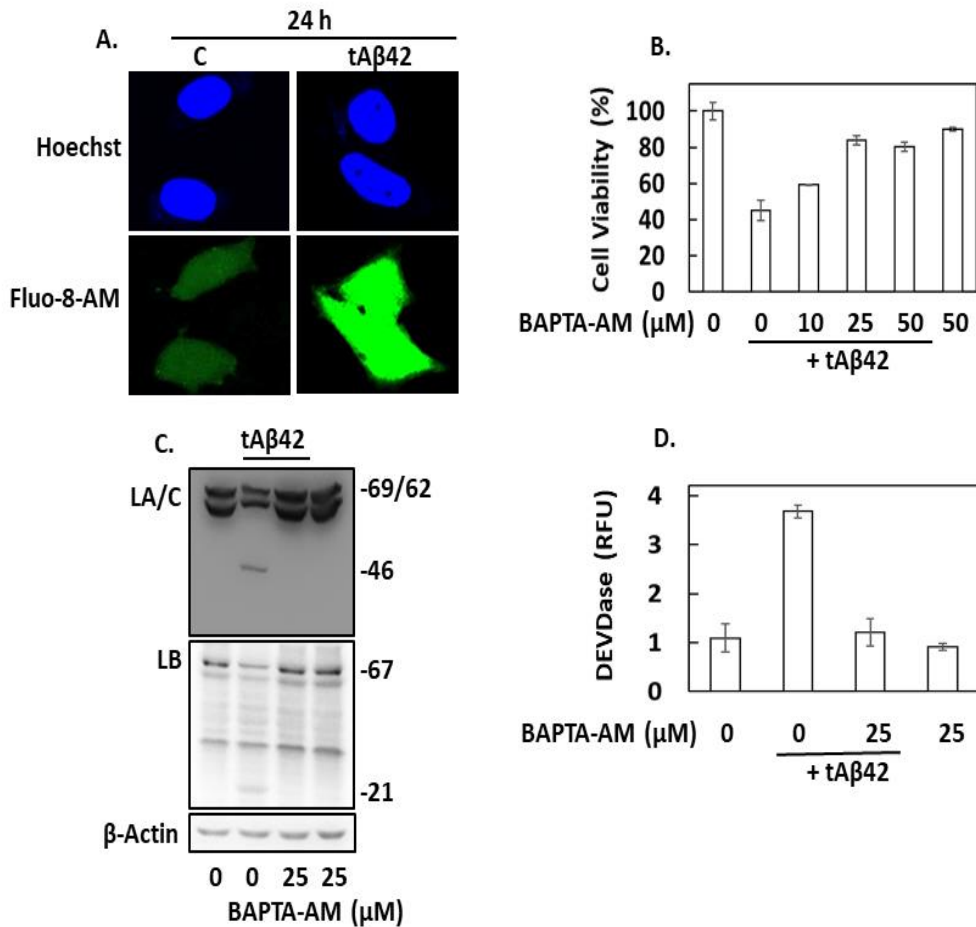 A.
24 h
C tAβ42
Hoechst
Fluo-8-AM
B.
Cell Viability (%)
100
80
60
40
20
0
BAPTA-AM (μM) 0 0 10 25 50 50
+ tAβ42
C.
tAβ42
LA/C
-69/62
-46
LB
-67
-21
β-Actin
0 0 25 25
BAPTA-AM (μM)
D.
DEVDase (RFU)
4
3
2
1
0
BAPTA-AM (μM) 0 0 25 25
+ tAβ42